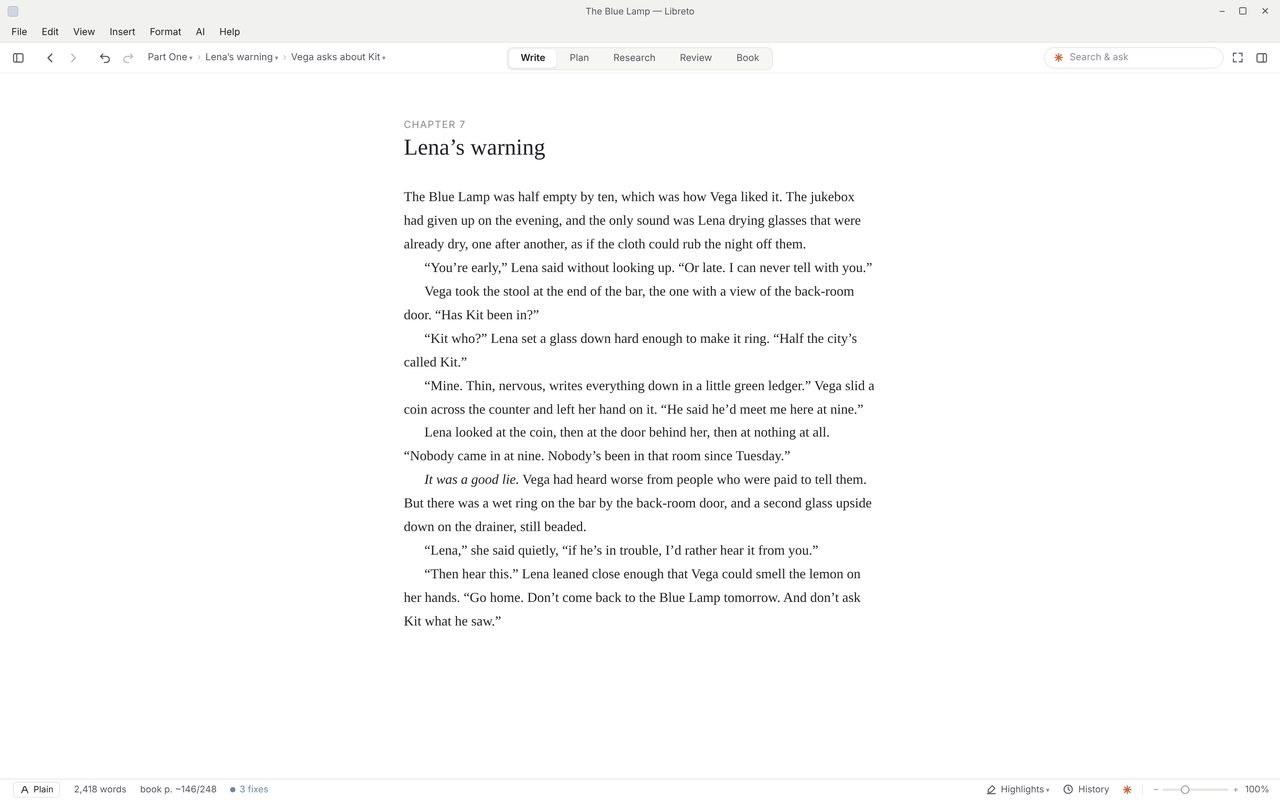 The Blue Lamp — Libreto
File Edit View Insert Format AI Help
Part One › Lena’s warning › Vega asks about Kit
Write Plan Research Review Book
Search & ask
CHAPTER 7
Lena’s warning
The Blue Lamp was half empty by ten, which was how Vega liked it. The jukebox
had given up on the evening, and the only sound was Lena drying glasses that were
already dry, one after another, as if the cloth could rub the night off them.
“You’re early,” Lena said without looking up. “Or late. I can never tell with you.”
Vega took the stool at the end of the bar, the one with a view of the back-room
door. “Has Kit been in?”
“Kit who?” Lena set a glass down hard enough to make it ring. “Half the city’s
called Kit.”
“Mine. Thin, nervous, writes everything down in a little green ledger.” Vega slid a
coin across the counter and left her hand on it. “He said he’d meet me here at nine.”
Lena looked at the coin, then at the door behind her, then at nothing at all.
“Nobody came in at nine. Nobody’s been in that room since Tuesday.”
It was a good lie. Vega had heard worse from people who were paid to tell them.
But there was a wet ring on the bar by the back-room door, and a second glass upside
down on the drainer, still beaded.
“Lena,” she said quietly, “if he’s in trouble, I’d rather hear it from you.”
“Then hear this.” Lena leaned close enough that Vega could smell the lemon on
her hands. “Go home. Don’t come back to the Blue Lamp tomorrow. And don’t ask
Kit what he saw.”
A Plain 2,418 words book p. ~146/248 3 fixes
Highlights History − + 100%